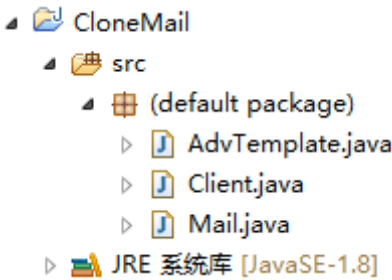 CloneMail
src
(default package)
AdvTemplate.java
Client.java
Mail.java
JRE 系统库 [JavaSE-1.8]